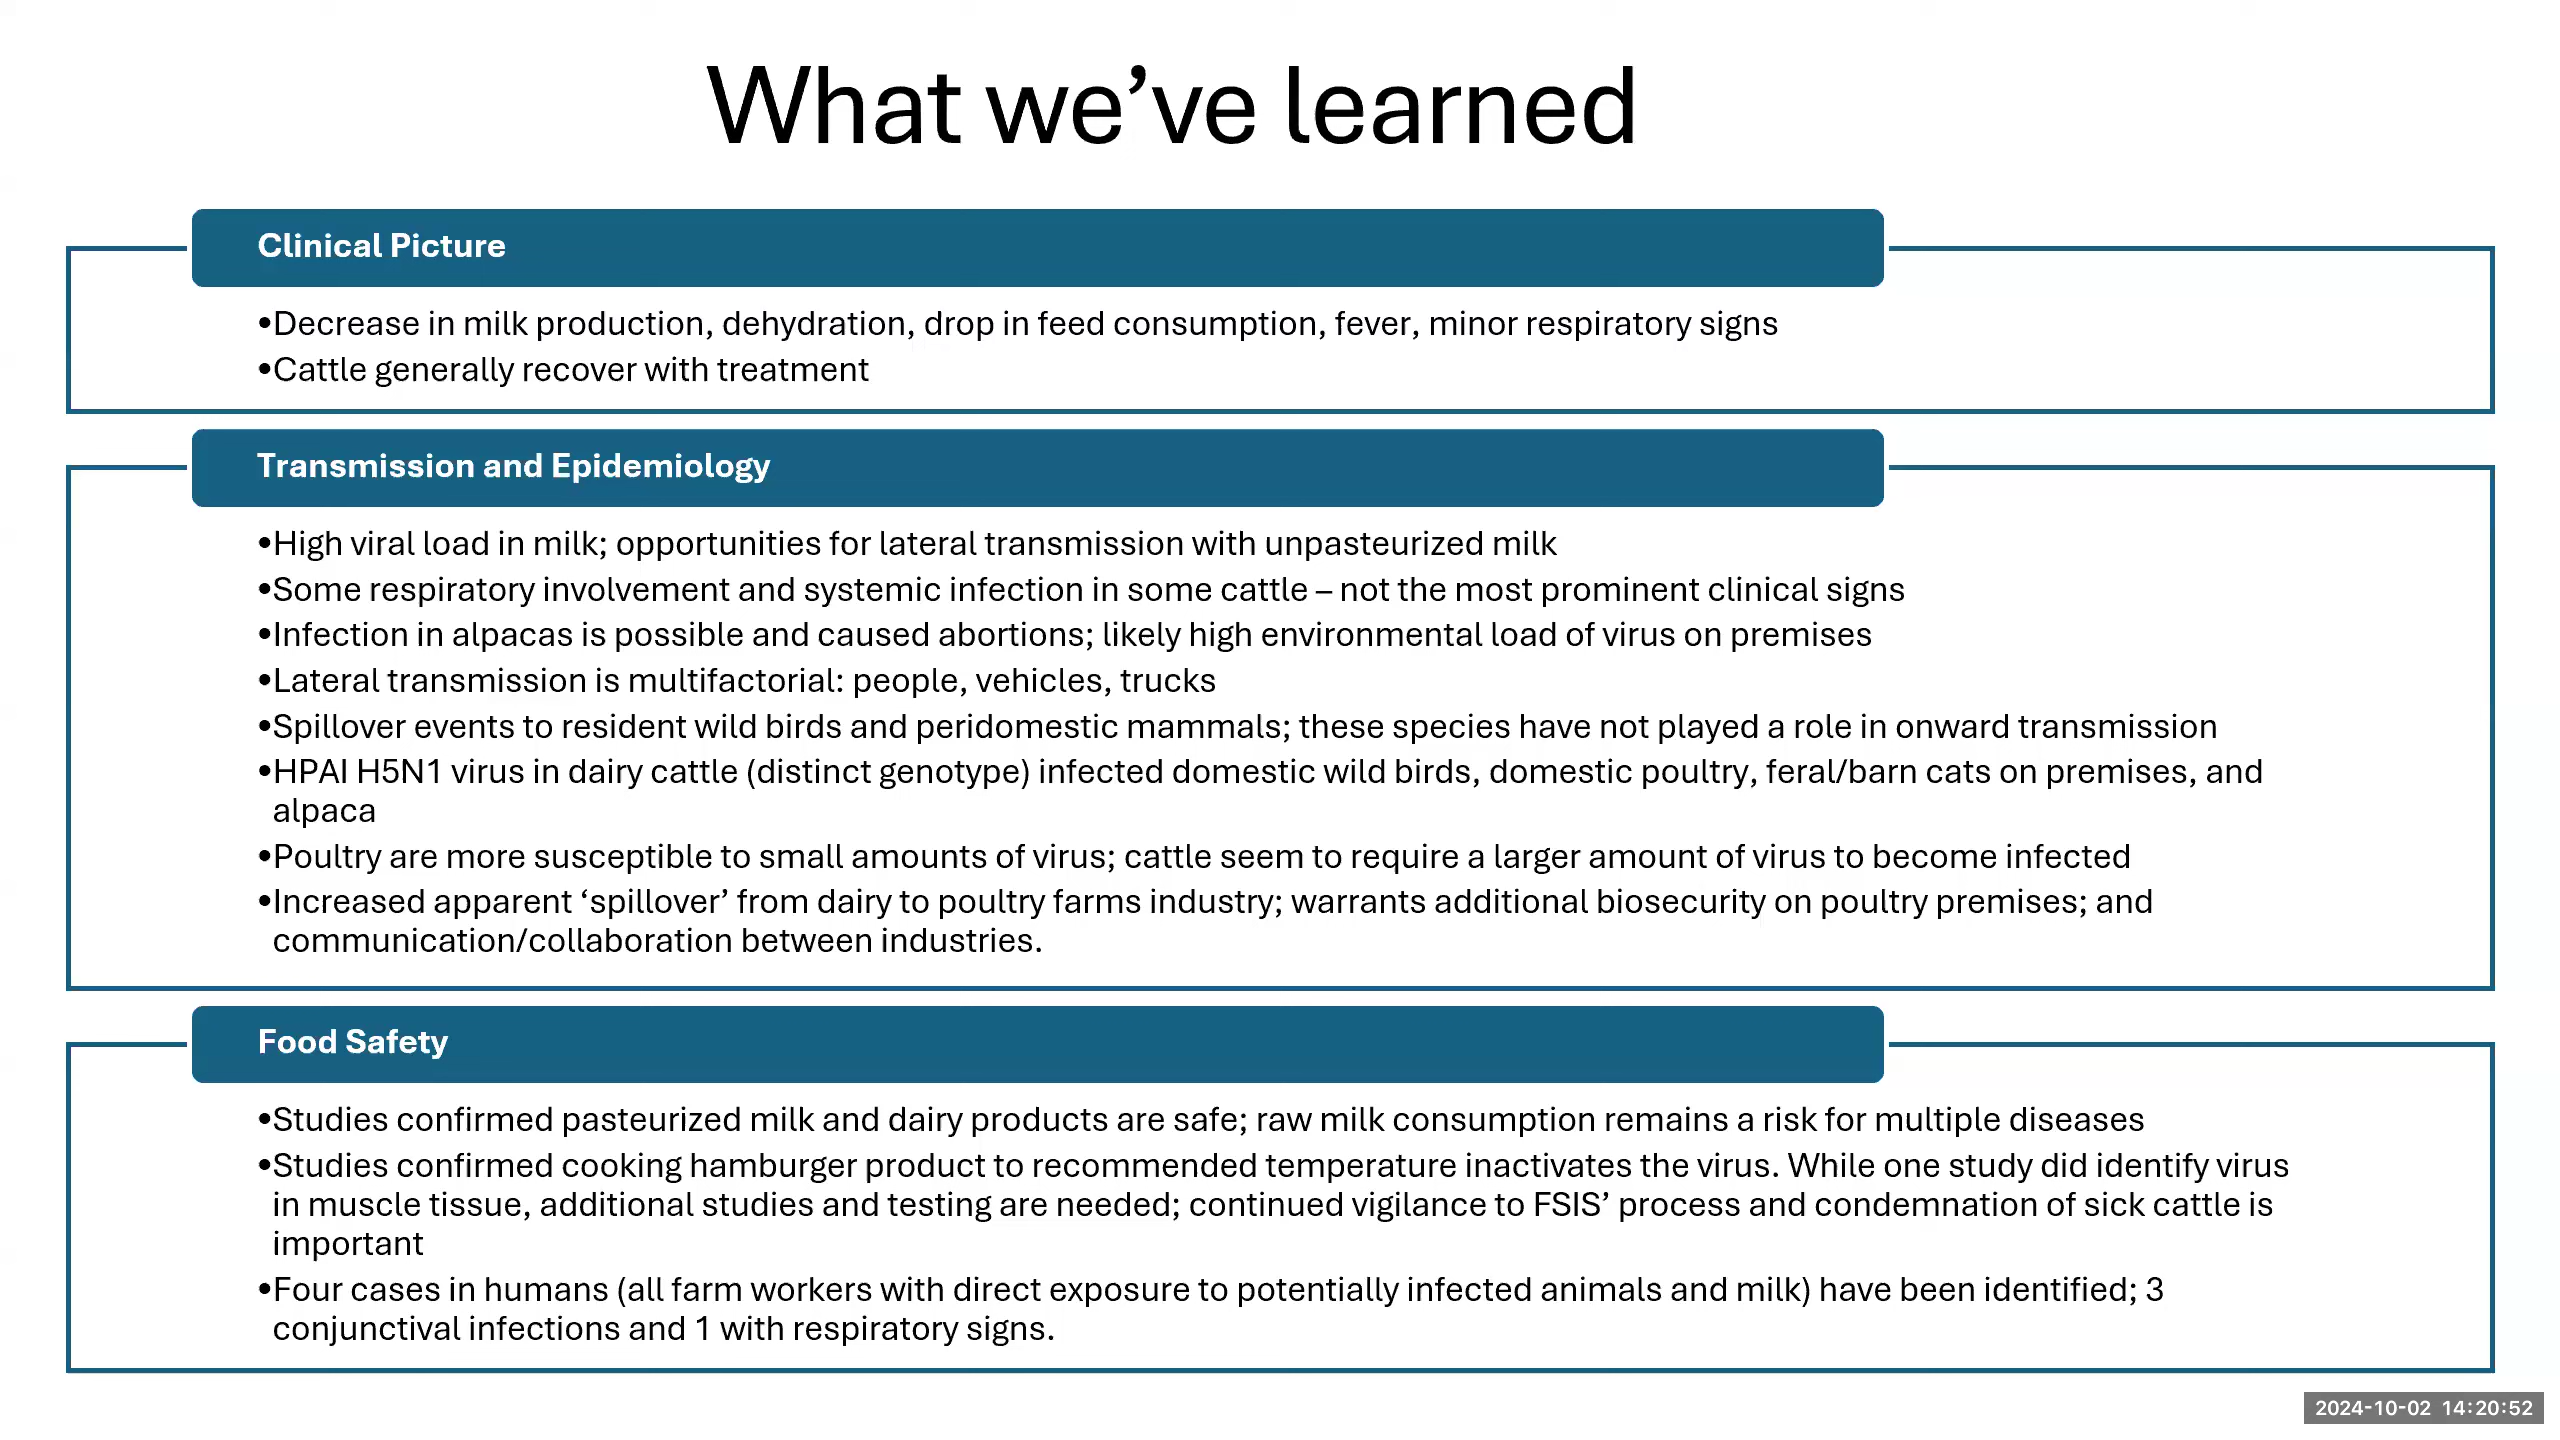 What we’ve learned
Clinical Picture
•Decrease in milk production, dehydration, drop in feed consumption, fever, minor respiratory signs
•Cattle generally recover with treatment
Transmission and Epidemiology
•High viral load in milk; opportunities for lateral transmission with unpasteurized milk
•Some respiratory involvement and systemic infection in some cattle – not the most prominent clinical signs
•Infection in alpacas is possible and caused abortions; likely high environmental load of virus on premises
•Lateral transmission is multifactorial: people, vehicles, trucks
•Spillover events to resident wild birds and peridomestic mammals; these species have not played a role in onward transmission
•HPAI H5N1 virus in dairy cattle (distinct genotype) infected domestic wild birds, domestic poultry, feral/barn cats on premises, and
alpaca
•Poultry are more susceptible to small amounts of virus; cattle seem to require a larger amount of virus to become infected
•Increased apparent ‘spillover’ from dairy to poultry farms industry; warrants additional biosecurity on poultry premises; and
communication/collaboration between industries.
Food Safety
•Studies confirmed pasteurized milk and dairy products are safe; raw milk consumption remains a risk for multiple diseases
•Studies confirmed cooking hamburger product to recommended temperature inactivates the virus. While one study did identify virus
in muscle tissue, additional studies and testing are needed; continued vigilance to FSIS’ process and condemnation of sick cattle is
important
•Four cases in humans (all farm workers with direct exposure to potentially infected animals and milk) have been identified; 3
conjunctival infections and 1 with respiratory signs.
2024-10-02 14:20:52